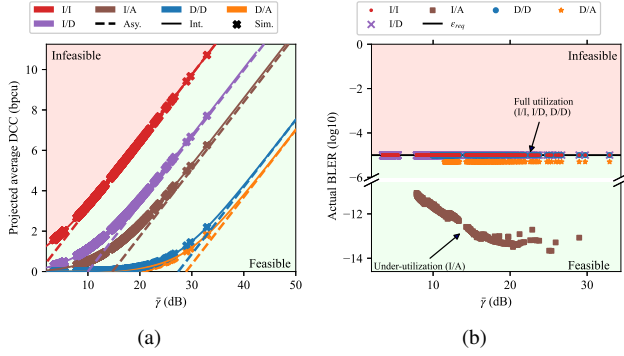 I/I I/A D/D D/A
I/D Asy. Int. Sim.
Infeasible
Feasible
Projected average DCC (bpcu)
10
8
6
4
2
0
0 10 20 30 40 50
γ̄ (dB)
(a)
I/I I/A D/D D/A
I/D ε_req
Infeasible
Full utilization
(I/I, I/D, D/D)
Under-utilization (I/A)
Feasible
Actual BLER (log10)
0
−2
−4
−6
−12
−14
10 20 30
γ̄ (dB)
(b)